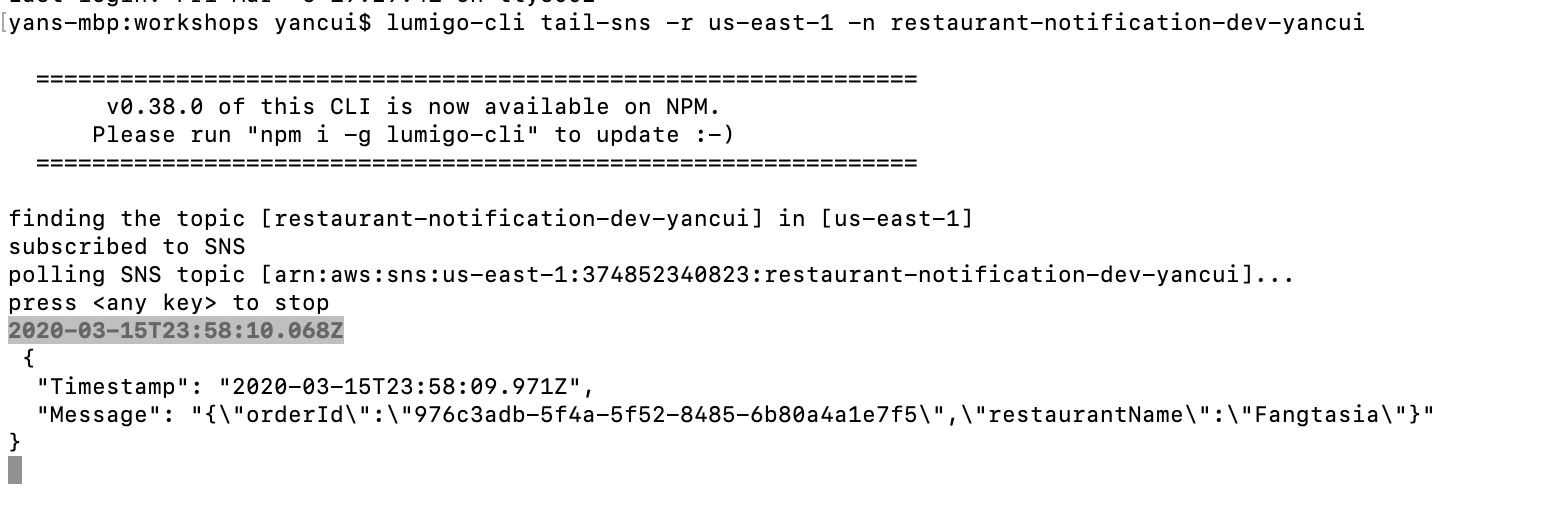 [yans-mbp:workshops yancui$ lumigo-cli tail-sns -r us-east-1 -n restaurant-notification-dev-yancui
===============================================================
v0.38.0 of this CLI is now available on NPM.
Please run "npm i -g lumigo-cli" to update :-)
===============================================================
finding the topic [restaurant-notification-dev-yancui] in [us-east-1]
subscribed to SNS
polling SNS topic [arn:aws:sns:us-east-1:374852340823:restaurant-notification-dev-yancui]...
press <any key> to stop
2020-03-15T23:58:10.068Z
{
"Timestamp": "2020-03-15T23:58:09.971Z",
"Message": "{\"orderId\":\"976c3adb-5f4a-5f52-8485-6b80a4a1e7f5\",\"restaurantName\":\"Fangtasia\"}"
}